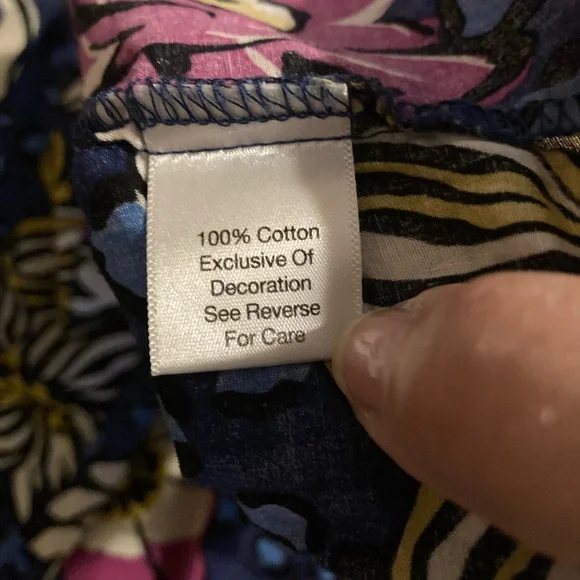 100% Cotton
Exclusive Of
Decoration
See Reverse
For Care